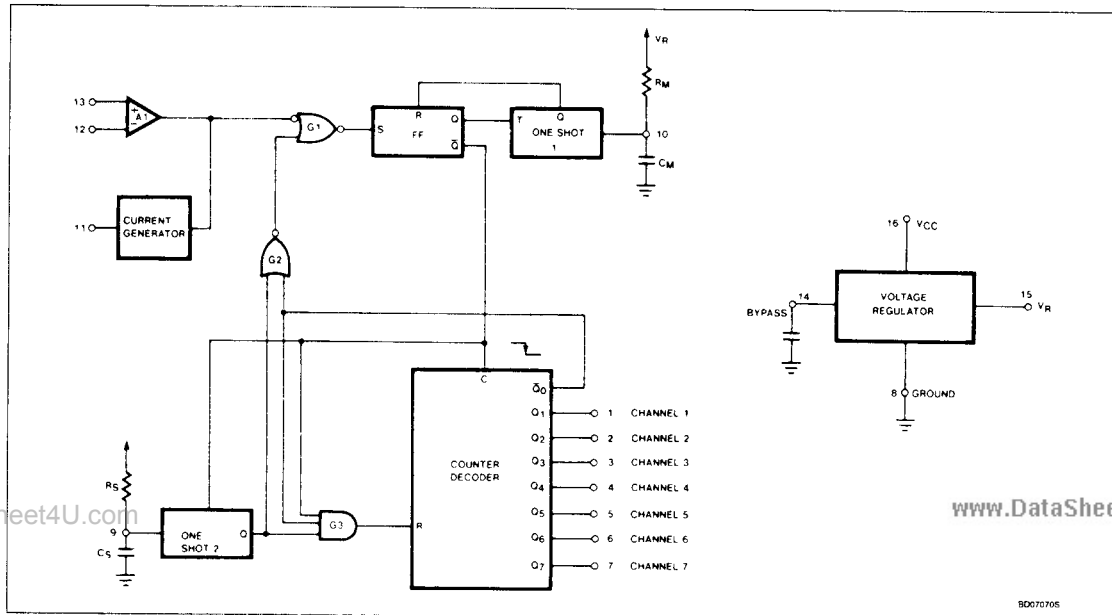 VR
RM
10
CM
13
12
+
A1
−
G1
S
R
FF
Q
Q̅
T
Q
ONE SHOT
1
11
CURRENT
GENERATOR
G2
16
VCC
14
BYPASS
VOLTAGE
REGULATOR
15
VR
8
GROUND
C
Q̅0
Q1 1 CHANNEL 1
Q2 2 CHANNEL 2
Q3 3 CHANNEL 3
Q4 4 CHANNEL 4
Q5 5 CHANNEL 5
Q6 6 CHANNEL 6
Q7 7 CHANNEL 7
COUNTER
DECODER
R
RS
9
CS
ONE
SHOT 2
Q
G3
eet4U.com
www.DataShee
BD07070S